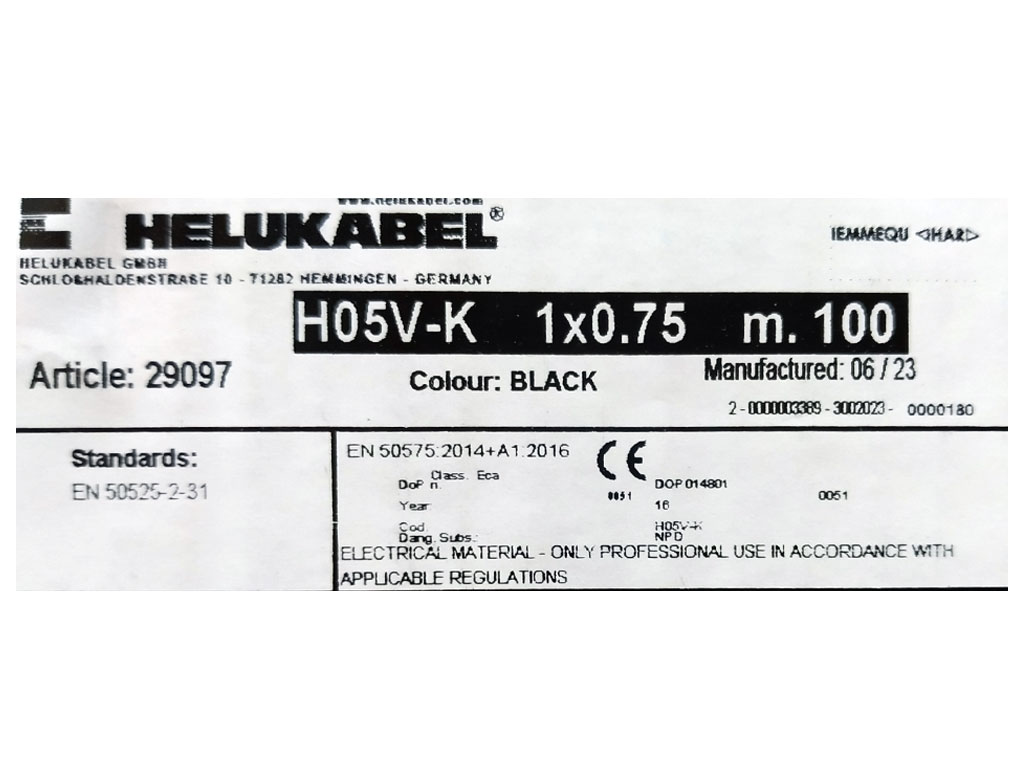 www.helukabel.com
HELUKABEL®
IEMMEQU ◁HAR▷
HELUKABEL GMBH
SCHLOßHALDENSTRAßE 10 - 71282 HEMMINGEN - GERMANY
H05V-K 1x0.75 m. 100
Article: 29097
Colour: BLACK
Manufactured: 06 / 23
2 - 0000003389 - 3002023 - 0000180
Standards:
EN 50525-2-31
EN 50575:2014+A1:2016
CE
0051
Class. Eca
DoP n. DOP 014801 0051
Year 16
Cod. H05V-K
Dang. Subs.: NPD
ELECTRICAL MATERIAL - ONLY PROFESSIONAL USE IN ACCORDANCE WITH
APPLICABLE REGULATIONS